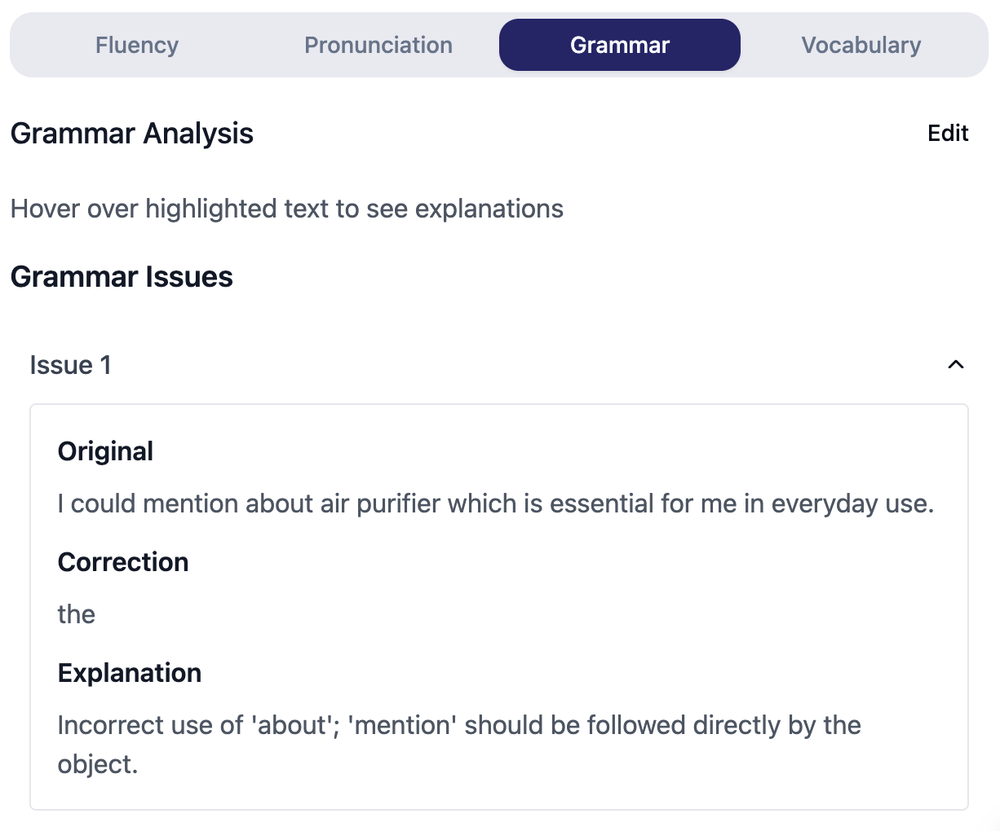 Fluency Pronunciation Grammar Vocabulary
Grammar Analysis Edit
Hover over highlighted text to see explanations
Grammar Issues
Issue 1
Original
I could mention about air purifier which is essential for me in everyday use.
Correction
the
Explanation
Incorrect use of 'about'; 'mention' should be followed directly by the
object.